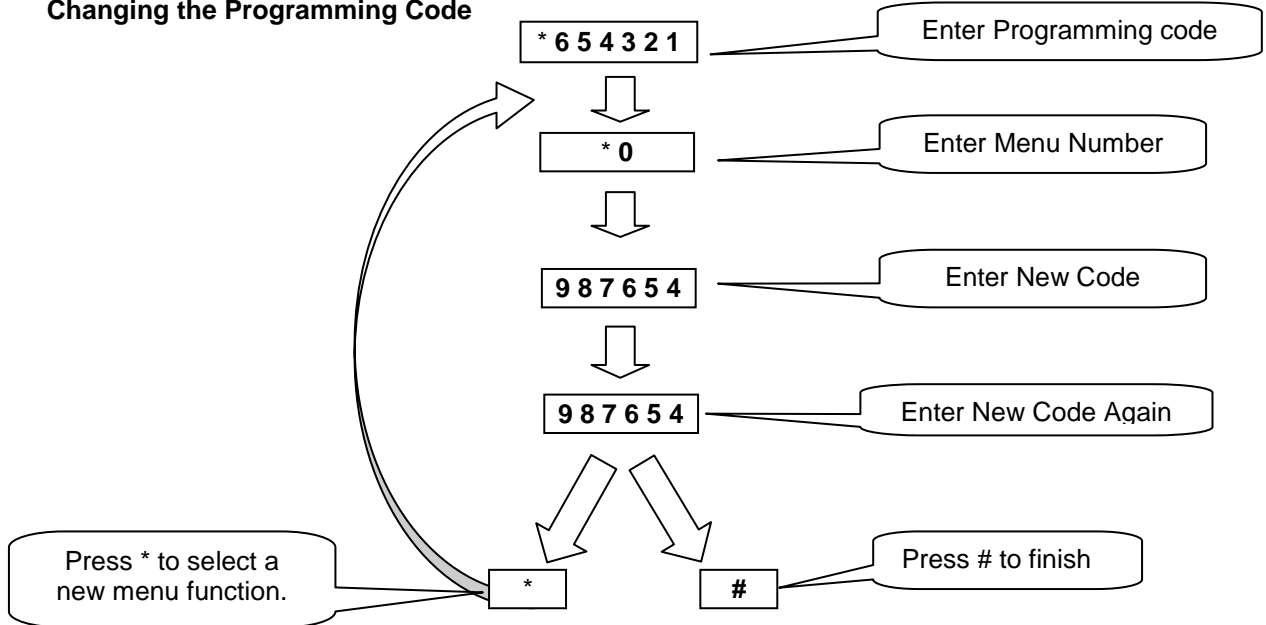 Changing the Programming Code
* 6 5 4 3 2 1
Enter Programming code
* 0
Enter Menu Number
9 8 7 6 5 4
Enter New Code
9 8 7 6 5 4
Enter New Code Again
Press * to select a
new menu function.
*
#
Press # to finish